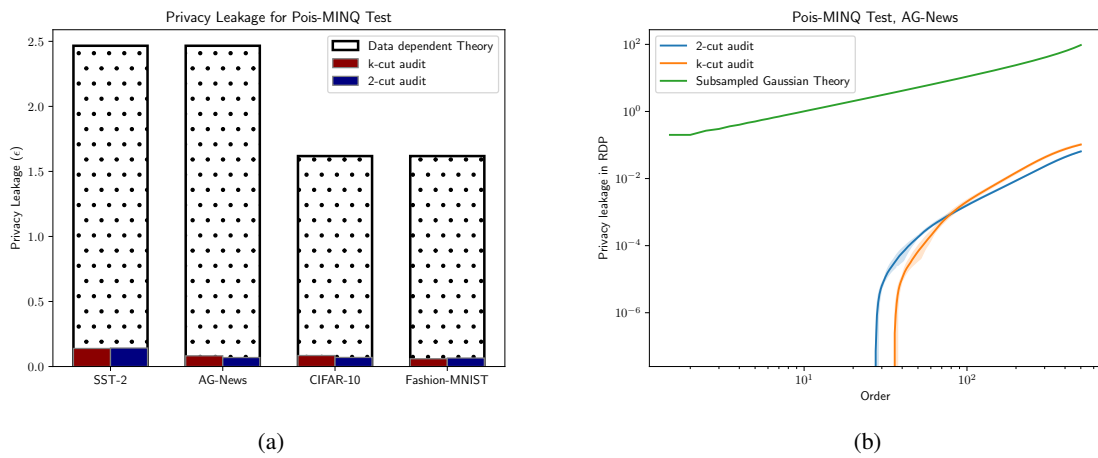 Privacy Leakage for Pois-MINQ Test
Data dependent Theory
k-cut audit
2-cut audit
Privacy Leakage (ϵ)
2.5
2.0
1.5
1.0
0.5
0.0
SST-2 AG-News CIFAR-10 Fashion-MNIST
(a)
Pois-MINQ Test, AG-News
2-cut audit
k-cut audit
Subsampled Gaussian Theory
Privacy leakage in RDP
10²
10⁰
10⁻²
10⁻⁴
10⁻⁶
10¹ 10²
Order
(b)